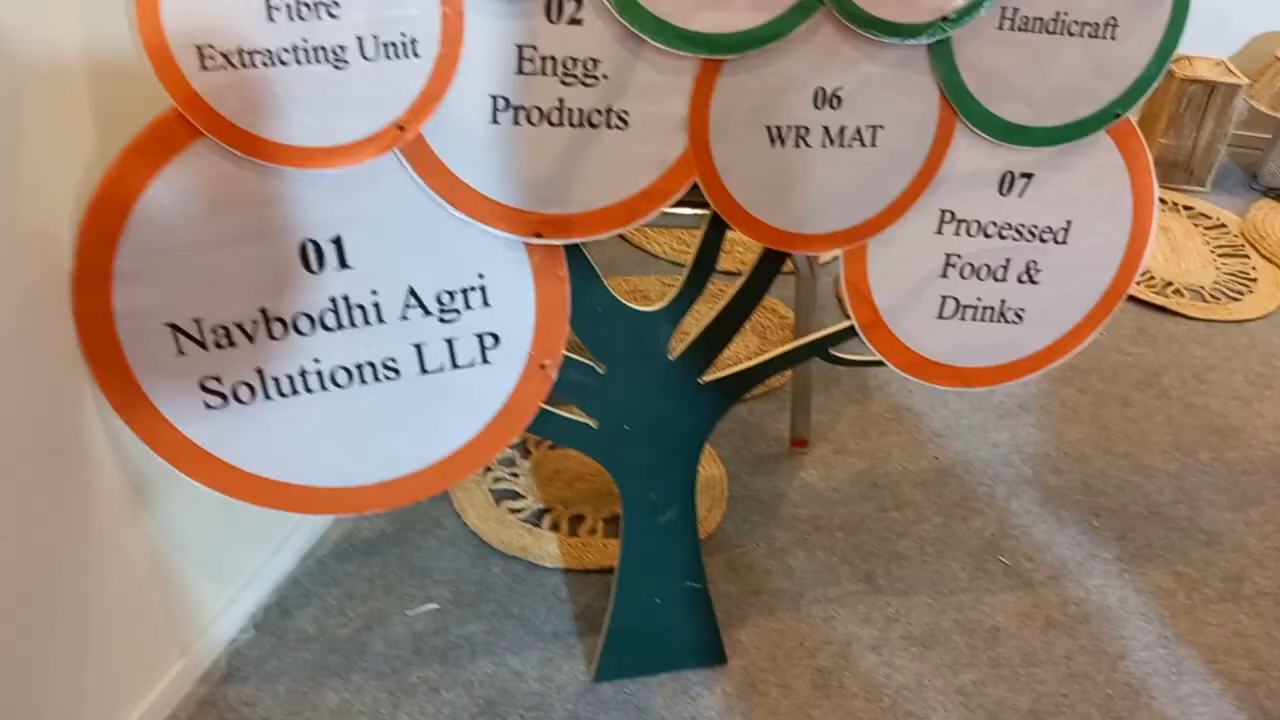 Fibre
Extracting Unit
02
Engg.
Products
Handicraft
06
WR MAT
07
Processed
Food &
Drinks
01
Navbodhi Agri
Solutions LLP